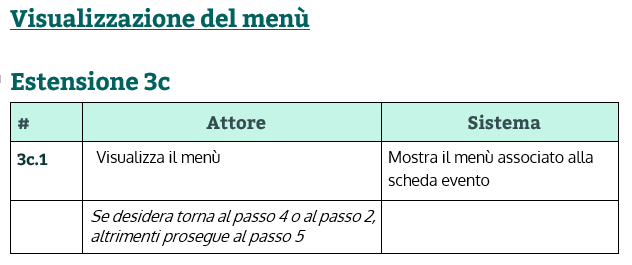 Visualizzazione del menù
Estensione 3c
# Attore Sistema
3c.1 Visualizza il menù Mostra il menù associato alla
scheda evento
Se desidera torna al passo 4 o al passo 2,
altrimenti prosegue al passo 5